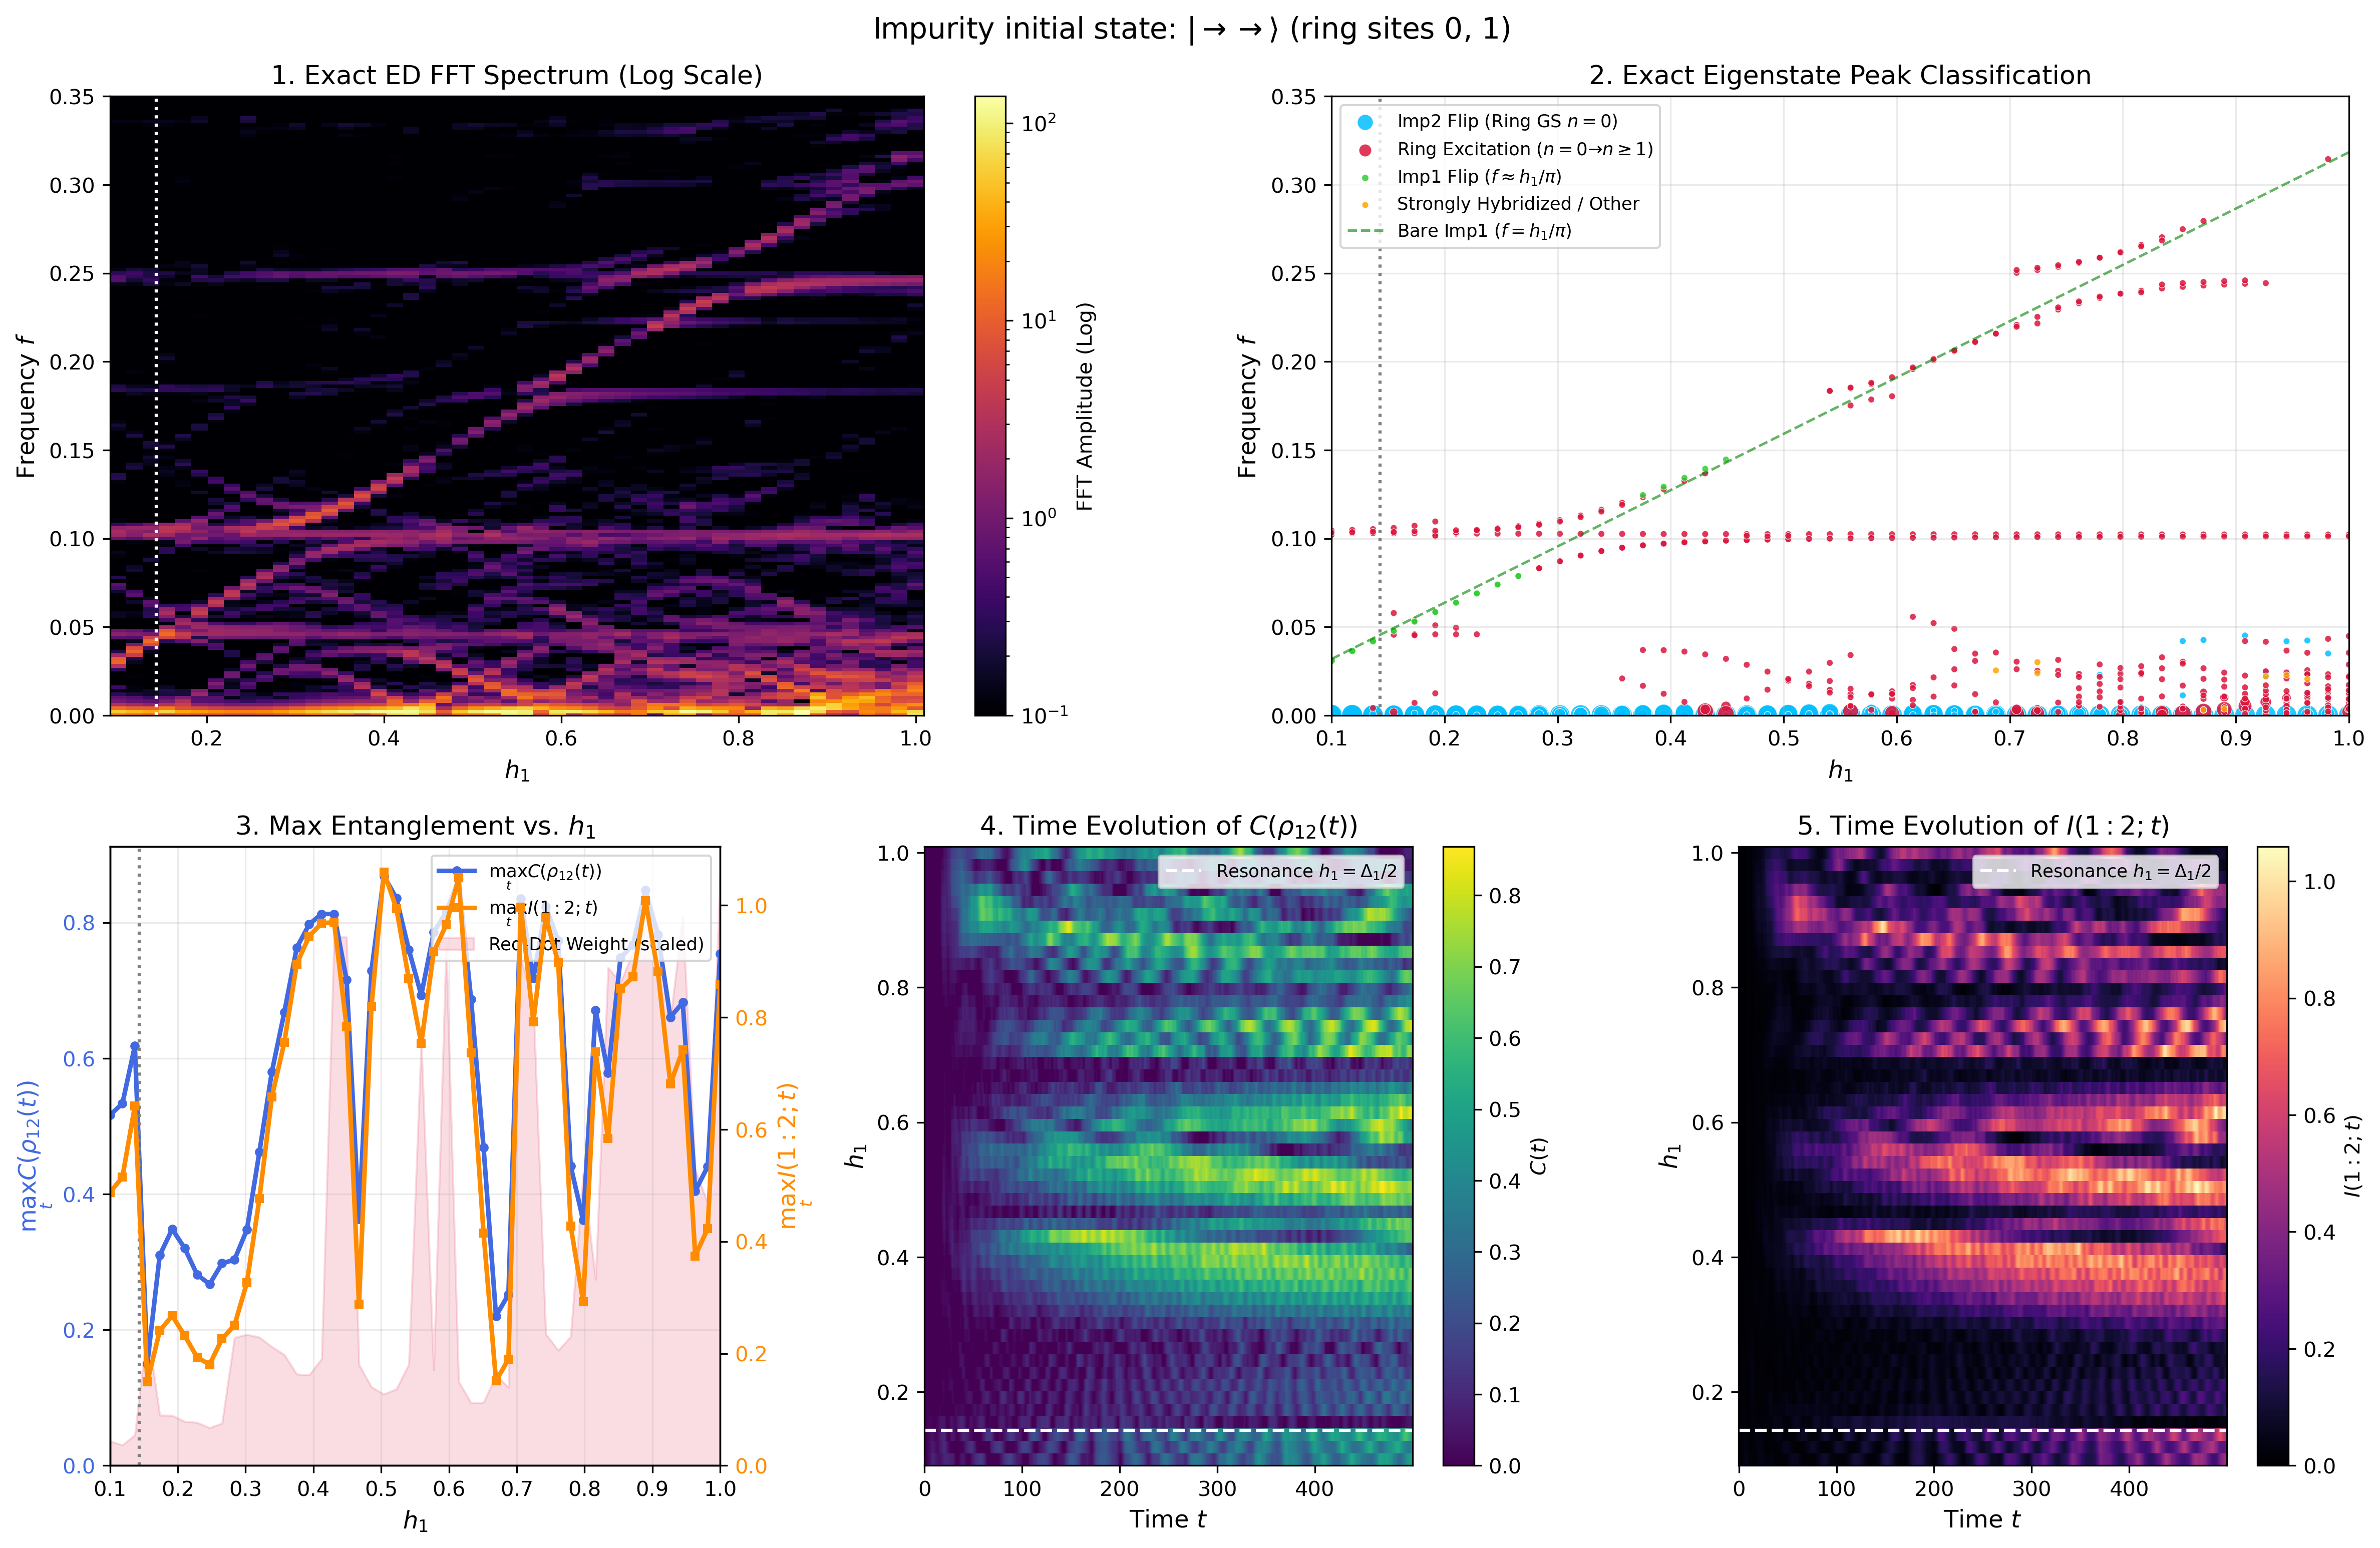 Impurity initial state: |→→⟩ (ring sites 0, 1)
1. Exact ED FFT Spectrum (Log Scale)
0.35
0.30
0.25
0.20
0.15
0.10
0.05
0.00
Frequency f
0.2 0.4 0.6 0.8 1.0
h₁
10²
10¹
10⁰
10⁻¹
FFT Amplitude (Log)
2. Exact Eigenstate Peak Classification
Imp2 Flip (Ring GS n = 0)
Ring Excitation (n = 0→n ≥ 1)
Imp1 Flip (f ≈ h₁/π)
Strongly Hybridized / Other
Bare Imp1 (f = h₁/π)
0.35
0.30
0.25
0.20
0.15
0.10
0.05
0.00
Frequency f
0.1 0.2 0.3 0.4 0.5 0.6 0.7 0.8 0.9 1.0
h₁
3. Max Entanglement vs. h₁
max C(ρ₁₂(t))
t
max I(1 : 2; t)
t
Red-Dot Weight (scaled)
0.8
0.6
0.4
0.2
0.0
max C(ρ₁₂(t))
t
1.0
0.8
0.6
0.4
0.2
0.0
max I(1 : 2; t)
t
0.1 0.2 0.3 0.4 0.5 0.6 0.7 0.8 0.9 1.0
h₁
4. Time Evolution of C(ρ₁₂(t))
Resonance h₁ = Δ₁/2
1.0
0.8
0.6
0.4
0.2
h₁
0 100 200 300 400
Time t
0.8
0.7
0.6
0.5
0.4
0.3
0.2
0.1
0.0
C(t)
5. Time Evolution of I(1 : 2; t)
Resonance h₁ = Δ₁/2
1.0
0.8
0.6
0.4
0.2
h₁
0 100 200 300 400
Time t
1.0
0.8
0.6
0.4
0.2
0.0
I(1 : 2; t)